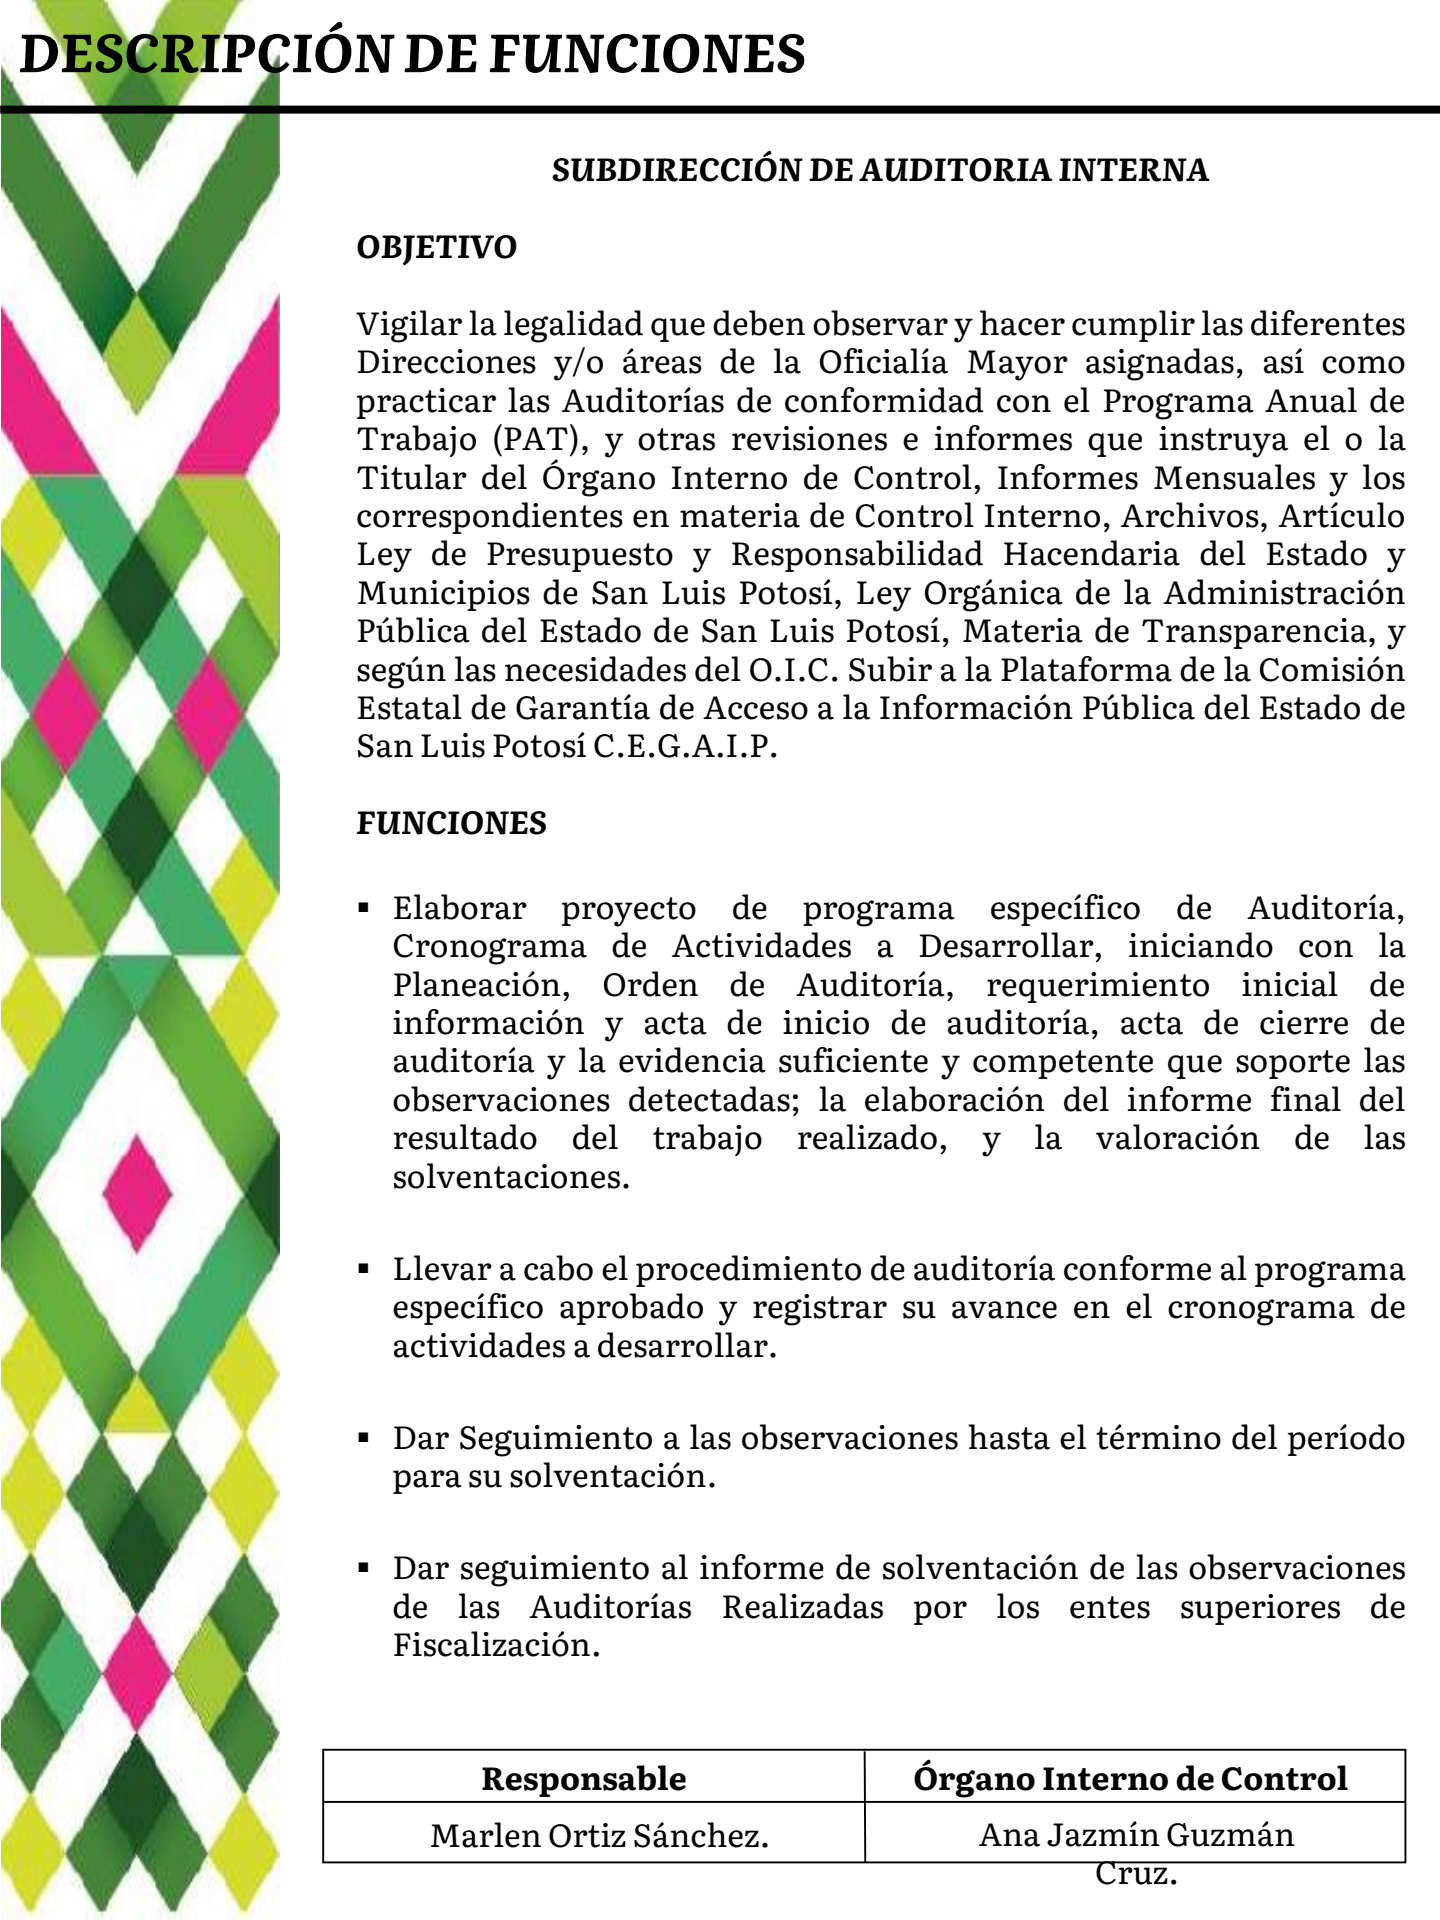 DESCRIPCIÓN DE FUNCIONES
SUBDIRECCIÓN DE AUDITORIA INTERNA
OBJETIVO
Vigilar la legalidad que deben observar y hacer cumplir las diferentes
Direcciones y/o áreas de la Oficialía Mayor asignadas, así como
practicar las Auditorías de conformidad con el Programa Anual de
Trabajo (PAT), y otras revisiones e informes que instruya el o la
Titular del Órgano Interno de Control, Informes Mensuales y los
correspondientes en materia de Control Interno, Archivos, Artículo
Ley de Presupuesto y Responsabilidad Hacendaria del Estado y
Municipios de San Luis Potosí, Ley Orgánica de la Administración
Pública del Estado de San Luis Potosí, Materia de Transparencia, y
según las necesidades del O.I.C. Subir a la Plataforma de la Comisión
Estatal de Garantía de Acceso a la Información Pública del Estado de
San Luis Potosí C.E.G.A.I.P.
FUNCIONES
▪ Elaborar proyecto de programa específico de Auditoría,
Cronograma de Actividades a Desarrollar, iniciando con la
Planeación, Orden de Auditoría, requerimiento inicial de
información y acta de inicio de auditoría, acta de cierre de
auditoría y la evidencia suficiente y competente que soporte las
observaciones detectadas; la elaboración del informe final del
resultado del trabajo realizado, y la valoración de las
solventaciones.
▪ Llevar a cabo el procedimiento de auditoría conforme al programa
específico aprobado y registrar su avance en el cronograma de
actividades a desarrollar.
▪ Dar Seguimiento a las observaciones hasta el término del período
para su solventación.
▪ Dar seguimiento al informe de solventación de las observaciones
de las Auditorías Realizadas por los entes superiores de
Fiscalización.
Responsable
Órgano Interno de Control
Marlen Ortiz Sánchez.
Ana Jazmín Guzmán
Cruz.